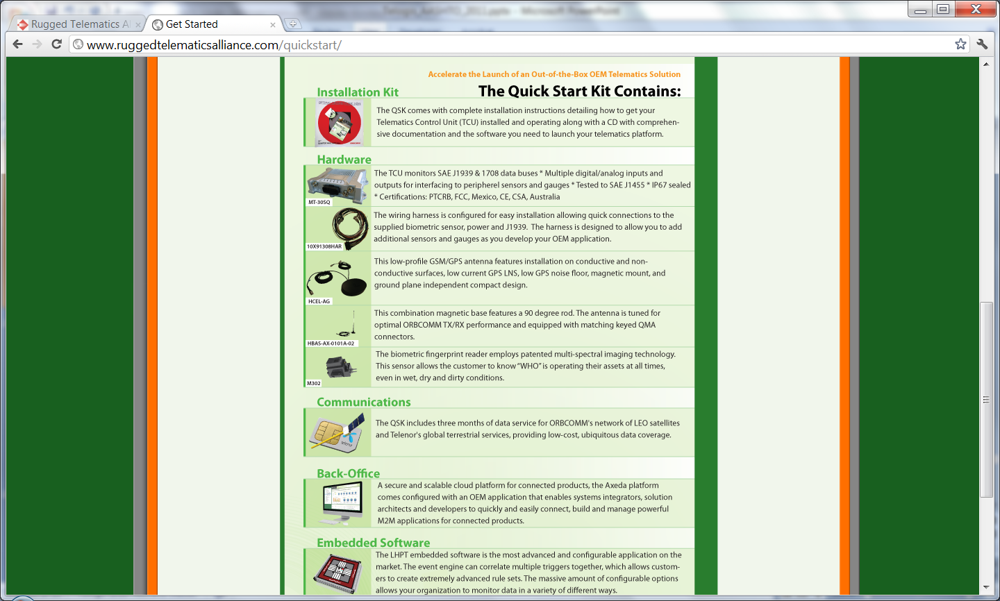 Rugged Telematics Al
Get Started
www.ruggedtelematicsalliance.com/quickstart/
Accelerate the Launch of an Out-of-the-Box OEM Telematics Solution
The Quick Start Kit Contains:
Installation Kit
The QSK comes with complete installation instructions detailing how to get your
Telematics Control Unit (TCU) installed and operating along with a CD with comprehen-
sive documentation and the software you need to launch your telematics platform.
Hardware
The TCU monitors SAE J1939 & 1708 data buses * Multiple digital/analog inputs and
outputs for interfacing to peripherel sensors and gauges * Tested to SAE J1455 * IP67 sealed
* Certifications: PTCRB, FCC, Mexico, CE, CSA, Australia
MT-30SQ
The wiring harness is configured for easy installation allowing quick connections to the
supplied biometric sensor, power and J1939. The harness is designed to allow you to add
additional sensors and gauges as you develop your OEM application.
10X91308HAR
This low-profile GSM/GPS antenna features installation on conductive and non-
conductive surfaces, low current GPS LNS, low GPS noise floor, magnetic mount, and
ground plane independent compact design.
HCEL-AG
This combination magnetic base features a 90 degree rod. The antenna is tuned for
optimal ORBCOMM TX/RX performance and equipped with matching keyed QMA
connectors.
HBAS-AX-0101A-02
The biometric fingerprint reader employs patented multi-spectral imaging technology.
This sensor allows the customer to know “WHO” is operating their assets at all times,
even in wet, dry and dirty conditions.
M302
Communications
The QSK includes three months of data service for ORBCOMM's network of LEO satellites
and Telenor's global terrestrial services, providing low-cost, ubiquitous data coverage.
telenor
Back-Office
A secure and scalable cloud platform for connected products, the Axeda platform
comes configured with an OEM application that enables systems integrators, solution
architects and developers to quickly and easily connect, build and manage powerful
M2M applications for connected products.
Embedded Software
The LHPT embedded software is the most advanced and configurable application on the
market. The event engine can correlate multiple triggers together, which allows custom-
ers to create extremely advanced rule sets. The massive amount of configurable options
allows your organization to monitor data in a variety of different ways.